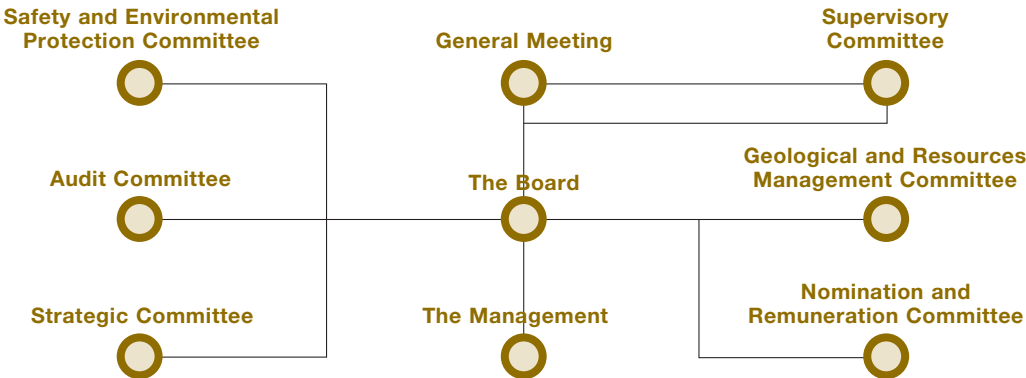 Safety and Environmental
Protection Committee
General Meeting
Supervisory
Committee
Audit Committee
The Board
Geological and Resources
Management Committee
Strategic Committee
The Management
Nomination and
Remuneration Committee